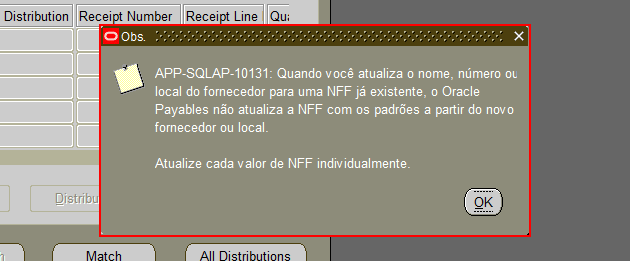 Distribution Receipt Number Receipt Line
Obs.
APP-SQLAP-10131: Quando você atualiza o nome, número ou
local do fornecedor para uma NFF já existente, o Oracle
Payables não atualiza a NFF com os padrões a partir do novo
fornecedor ou local.
Atualize cada valor de NFF individualmente.
OK
Match All Distributions